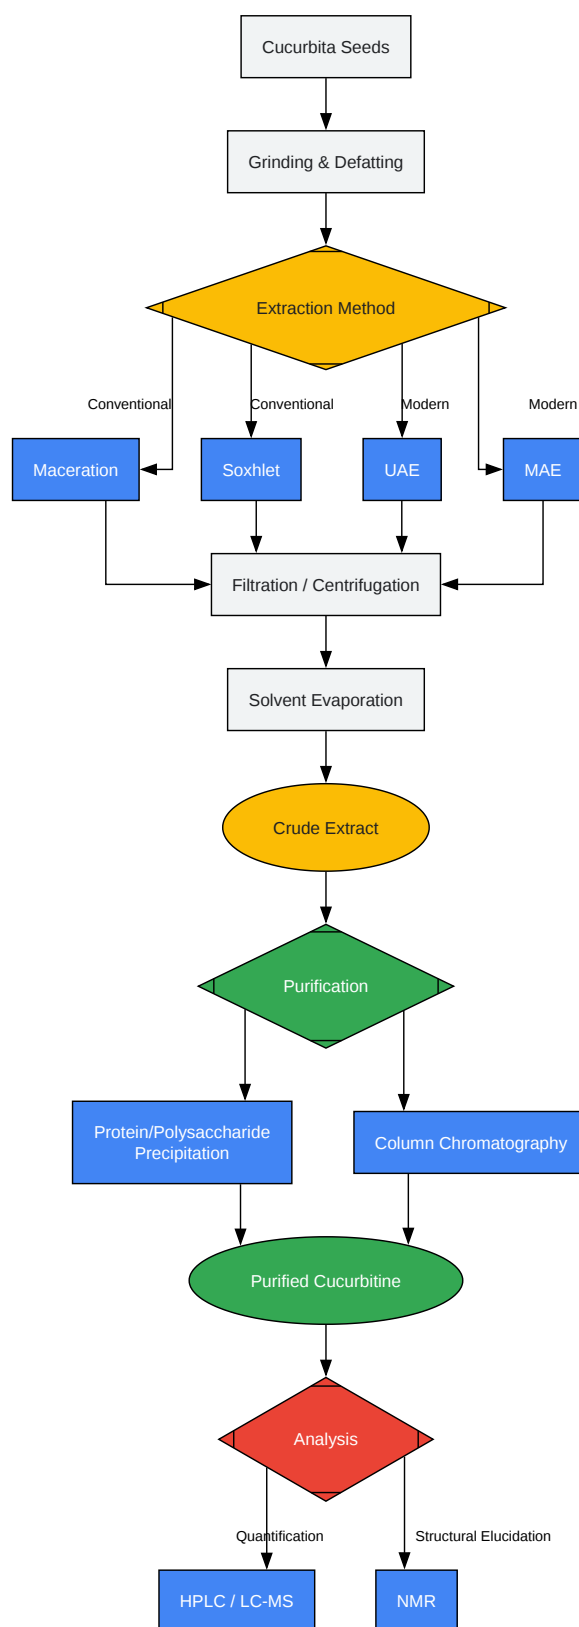 Cucurbita Seeds
Grinding & Defatting
Extraction Method
Conventional
Conventional
Modern
Modern
Maceration
Soxhlet
UAE
MAE
Filtration / Centrifugation
Solvent Evaporation
Crude Extract
Purification
Protein/Polysaccharide
Precipitation
Column Chromatography
Purified Cucurbitine
Analysis
Quantification
Structural Elucidation
HPLC / LC-MS
NMR